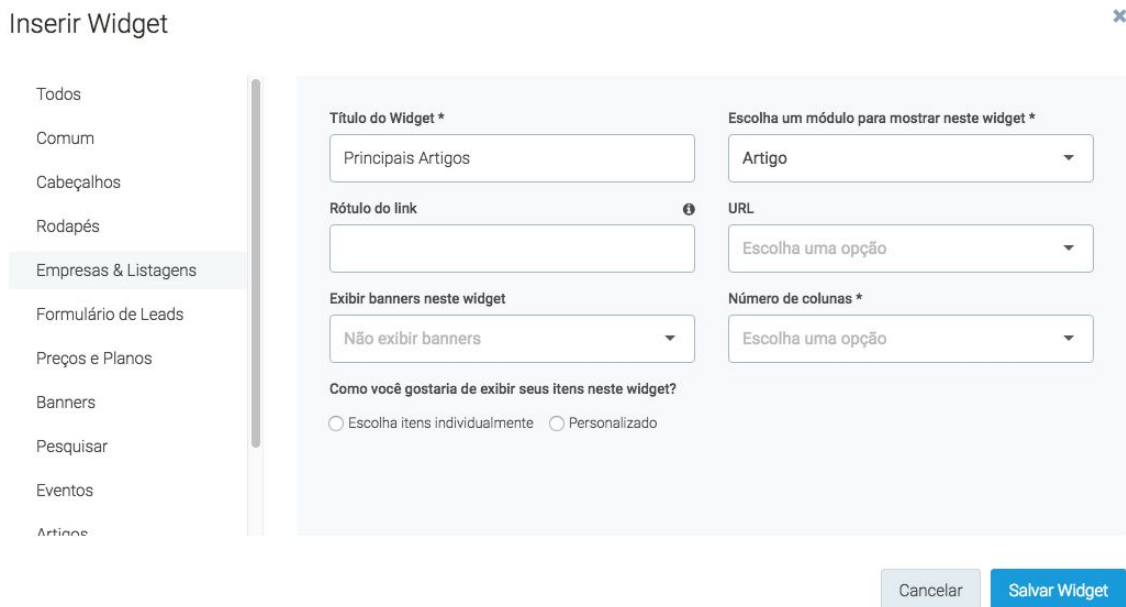 Inserir Widget
Todos
Comum
Cabeçalhos
Rodapés
Empresas & Listagens
Formulário de Leads
Preços e Planos
Banners
Pesquisar
Eventos
Artigos
Título do Widget *
Principais Artigos
Escolha um módulo para mostrar neste widget *
Artigo
Rótulo do link
URL
Escolha uma opção
Exibir banners neste widget
Não exibir banners
Número de colunas *
Escolha uma opção
Como você gostaria de exibir seus itens neste widget?
Escolha itens individualmente
Personalizado
Cancelar
Salvar Widget